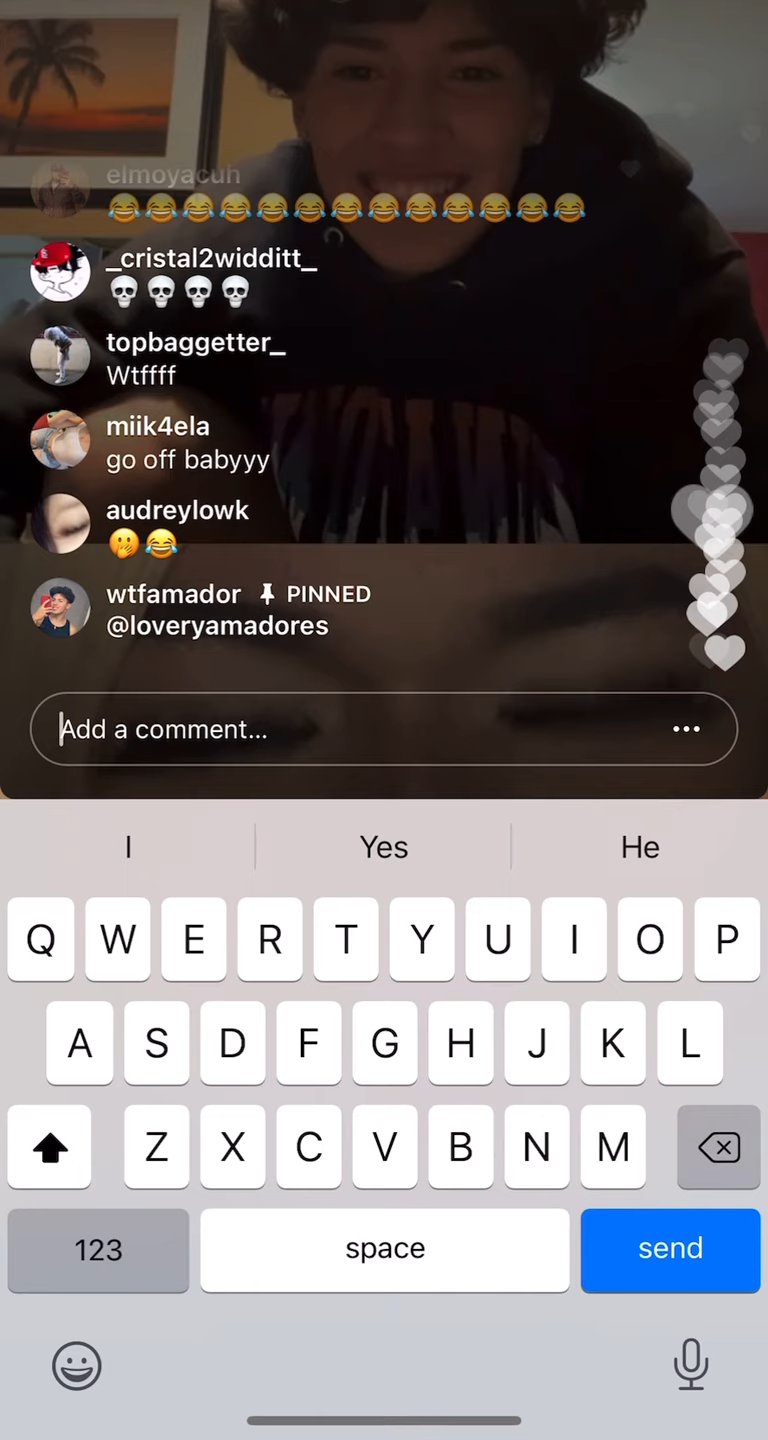 elmoyacuh
😂😂😂😂😂😂😂😂😂😂😂😂😂
_cristal2widditt_
💀💀💀💀
topbaggetter_
Wtffff
miik4ela
go off babyyy
audreylowk
🤭😂
wtfamador PINNED
@loveryamadores
Add a comment...
I Yes He
Q W E R T Y U I O P
A S D F G H J K L
Z X C V B N M
123 space send